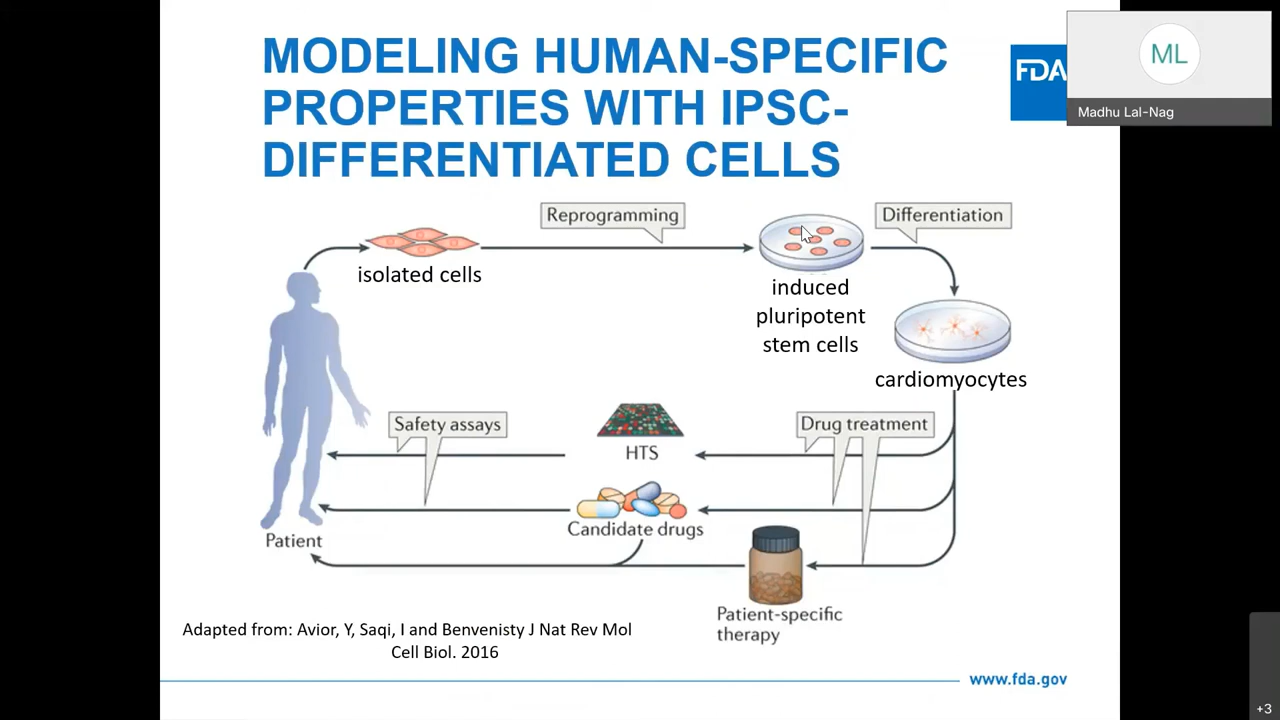 MODELING HUMAN-SPECIFIC
PROPERTIES WITH IPSC-
DIFFERENTIATED CELLS
FDA
ML
Madhu Lal-Nag
Reprogramming
Differentiation
isolated cells
induced
pluripotent
stem cells
cardiomyocytes
Safety assays
HTS
Drug treatment
Candidate drugs
Patient
Patient-specific
therapy
Adapted from: Avior, Y, Saqi, I and Benvenisty J Nat Rev Mol
Cell Biol. 2016
www.fda.gov
+3